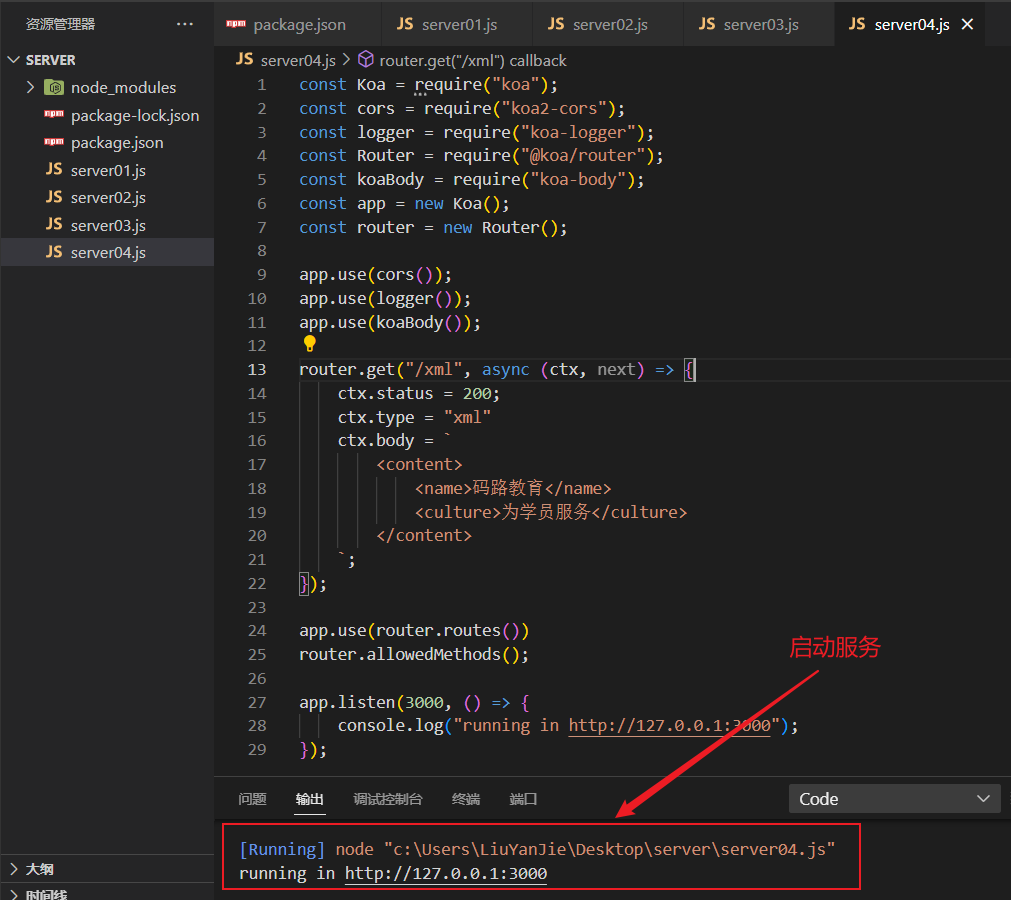 资源管理器 ···
package.json server01.js server02.js server03.js server04.js
SERVER
node_modules
package-lock.json
package.json
server01.js
server02.js
server03.js
server04.js
server04.js > router.get("/xml") callback
1 const Koa = require("koa");
2 const cors = require("koa2-cors");
3 const logger = require("koa-logger");
4 const Router = require("@koa/router");
5 const koaBody = require("koa-body");
6 const app = new Koa();
7 const router = new Router();
8
9 app.use(cors());
10 app.use(logger());
11 app.use(koaBody());
12
13 router.get("/xml", async (ctx, next) => {
14 ctx.status = 200;
15 ctx.type = "xml"
16 ctx.body = `
17 <content>
18 <name>码路教育</name>
19 <culture>为学员服务</culture>
20 </content>
21 `;
22 });
23
24 app.use(router.routes())
25 router.allowedMethods();
26
27 app.listen(3000, () => {
28 console.log("running in http://127.0.0.1:3000");
29 });
启动服务
问题 输出 调试控制台 终端 端口 Code
[Running] node "c:\Users\LiuYanJie\Desktop\server\server04.js"
running in http://127.0.0.1:3000
大纲
时间线